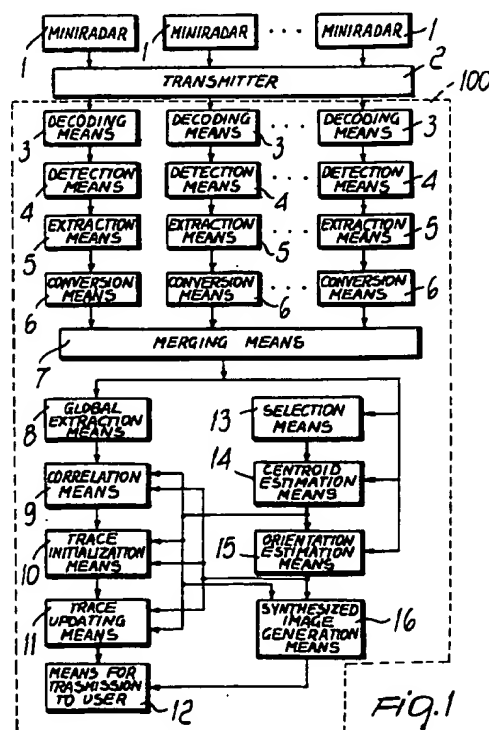 MINIRADAR MINIRADAR . . . MINIRADAR
1 1 1
TRANSMITTER 2
100
DECODING MEANS DECODING MEANS . . . DECODING MEANS
3 3 3
DETECTION MEANS DETECTION MEANS . . . DETECTION MEANS
4 4 4
EXTRACTION MEANS EXTRACTION MEANS . . . EXTRACTION MEANS
5 5 5
CONVERSION MEANS CONVERSION MEANS . . . CONVERSION MEANS
6 6 6
MERGING MEANS
7
8 GLOBAL EXTRACTION MEANS
13 SELECTION MEANS
CORRELATION MEANS
9
14 CENTROID ESTIMATION MEANS
TRACE INITIALIZATION MEANS
10
15 ORIENTATION ESTIMATION MEANS
TRACE UPDATING MEANS
11
SYNTHESIZED IMAGE GENERATION MEANS
16
MEANS FOR TRASMISSION TO USER
12
FIG.1